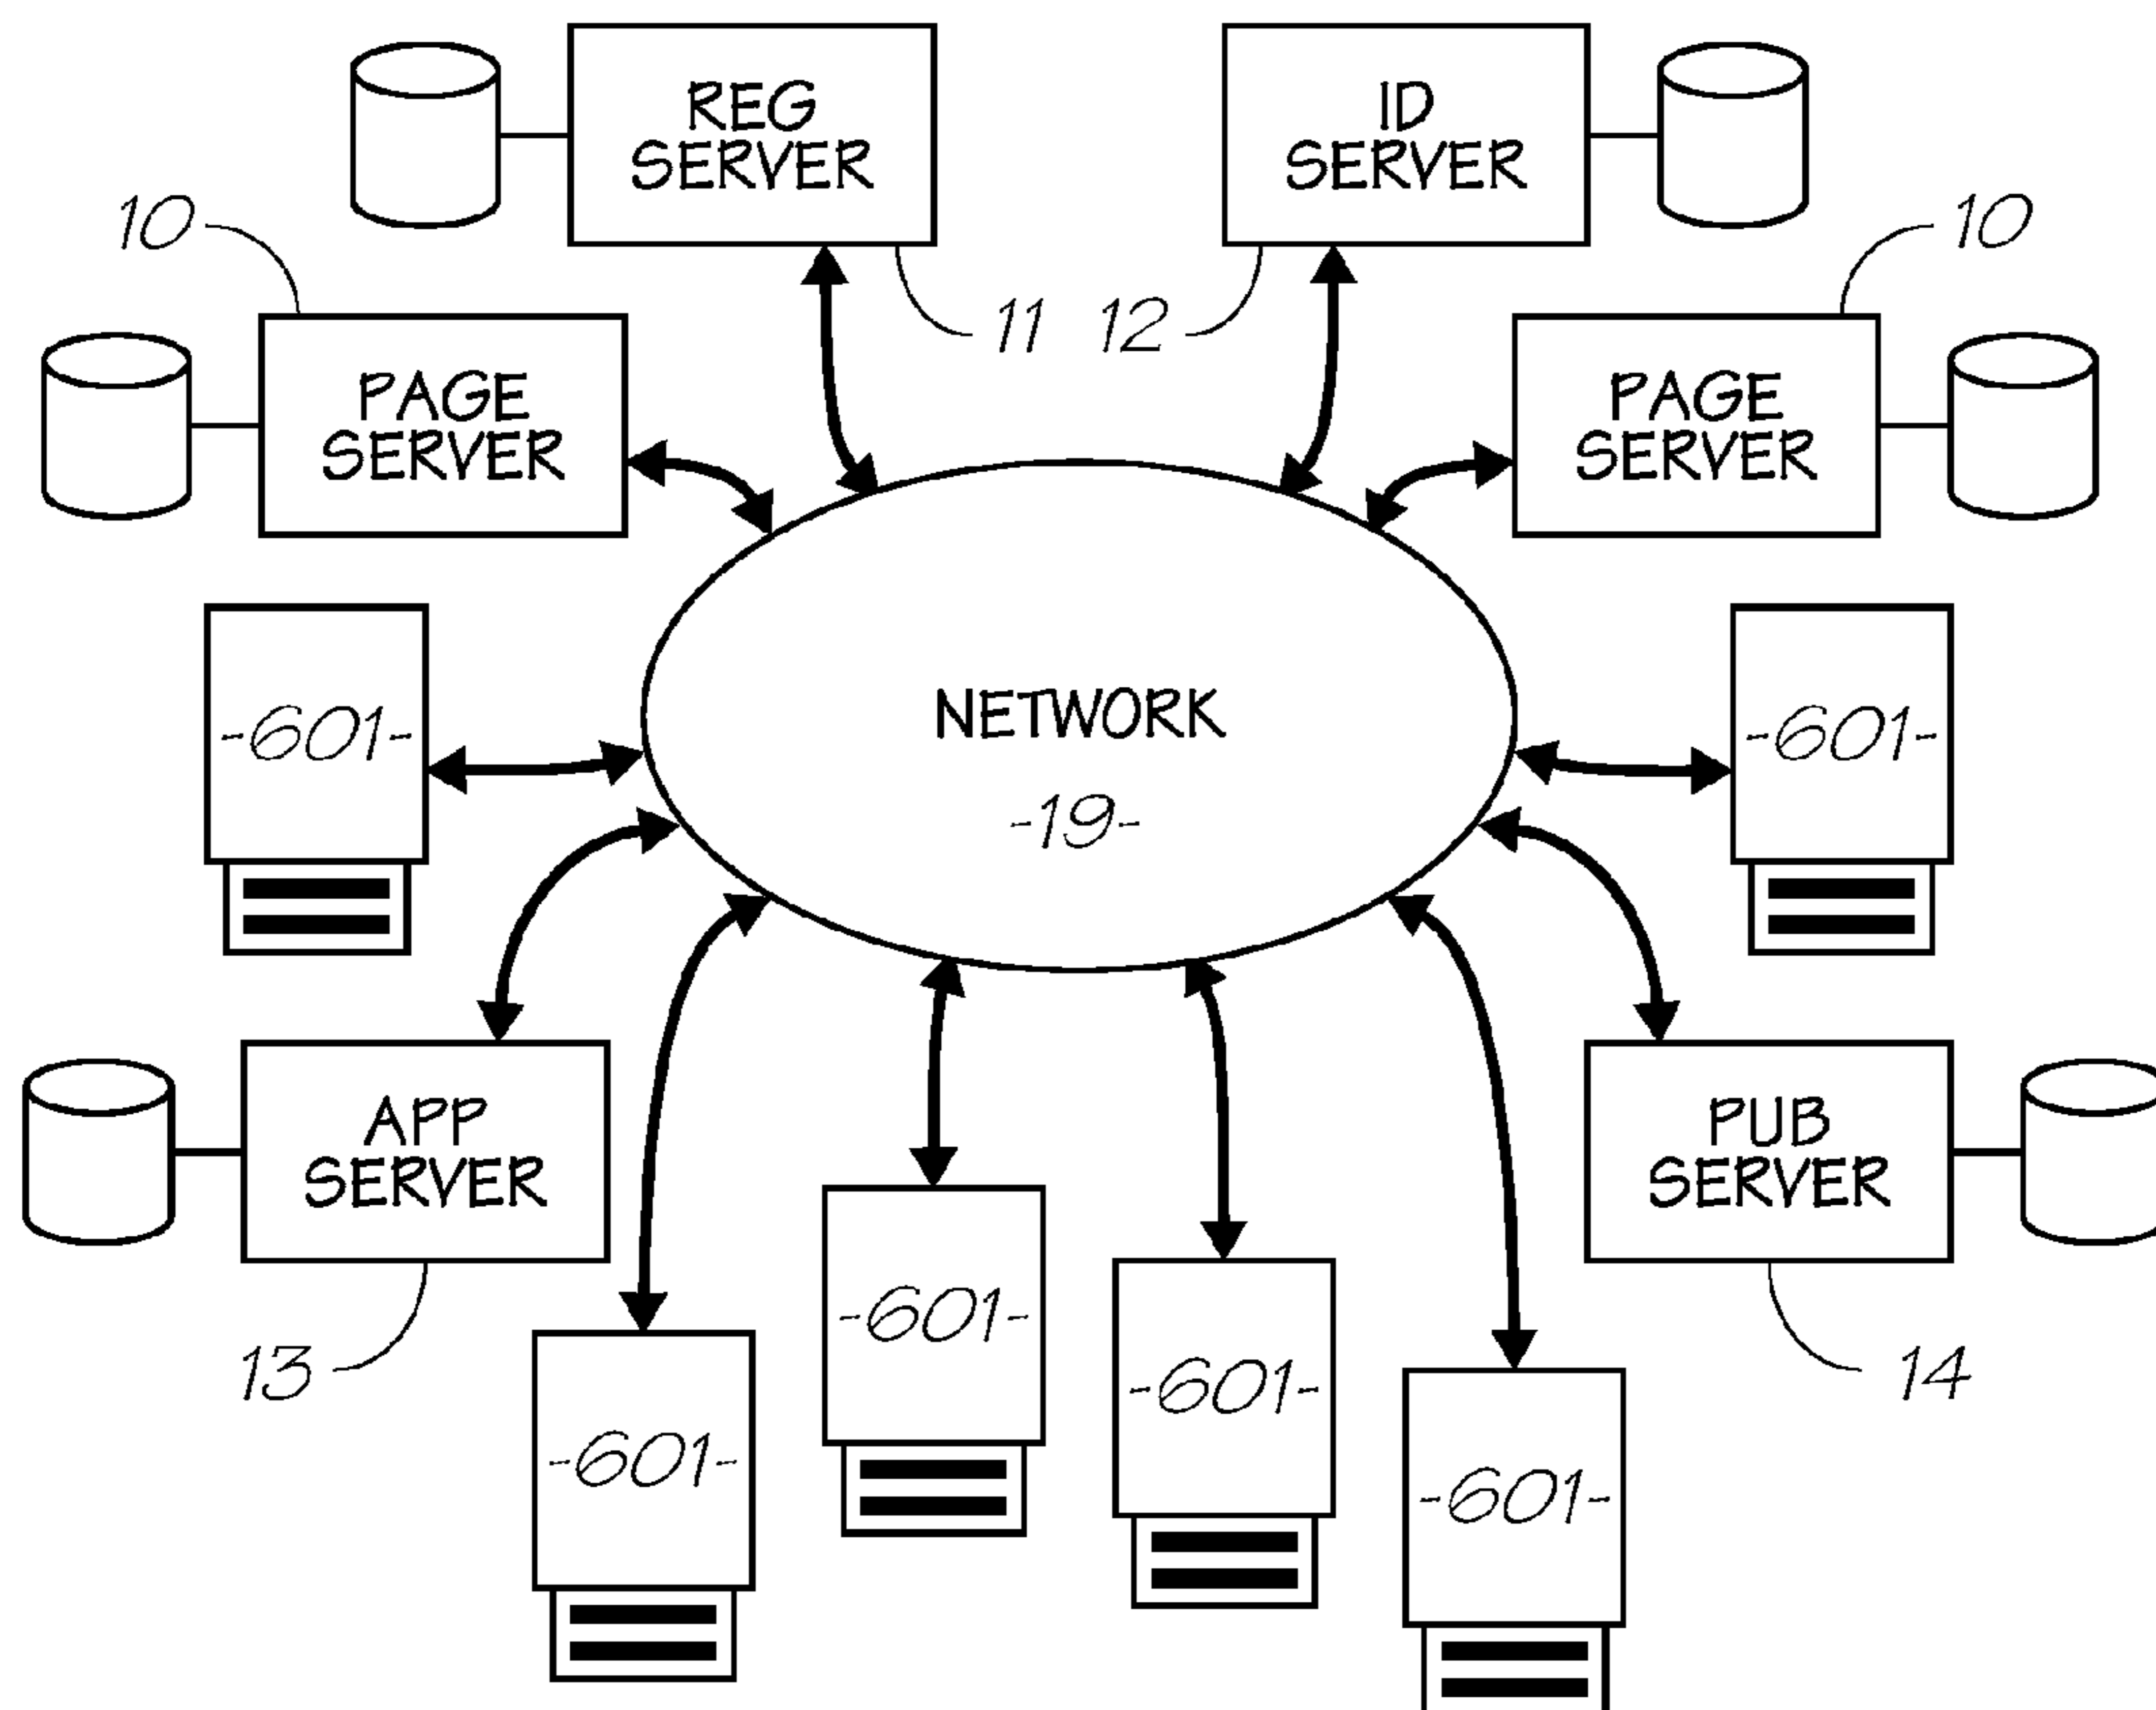 REG
SERVER
ID
SERVER
10
10
11
12
PAGE
SERVER
PAGE
SERVER
-601-
NETWORK
-19-
-601-
APP
SERVER
PUB
SERVER
13
-601-
-601-
-601-
-601-
14